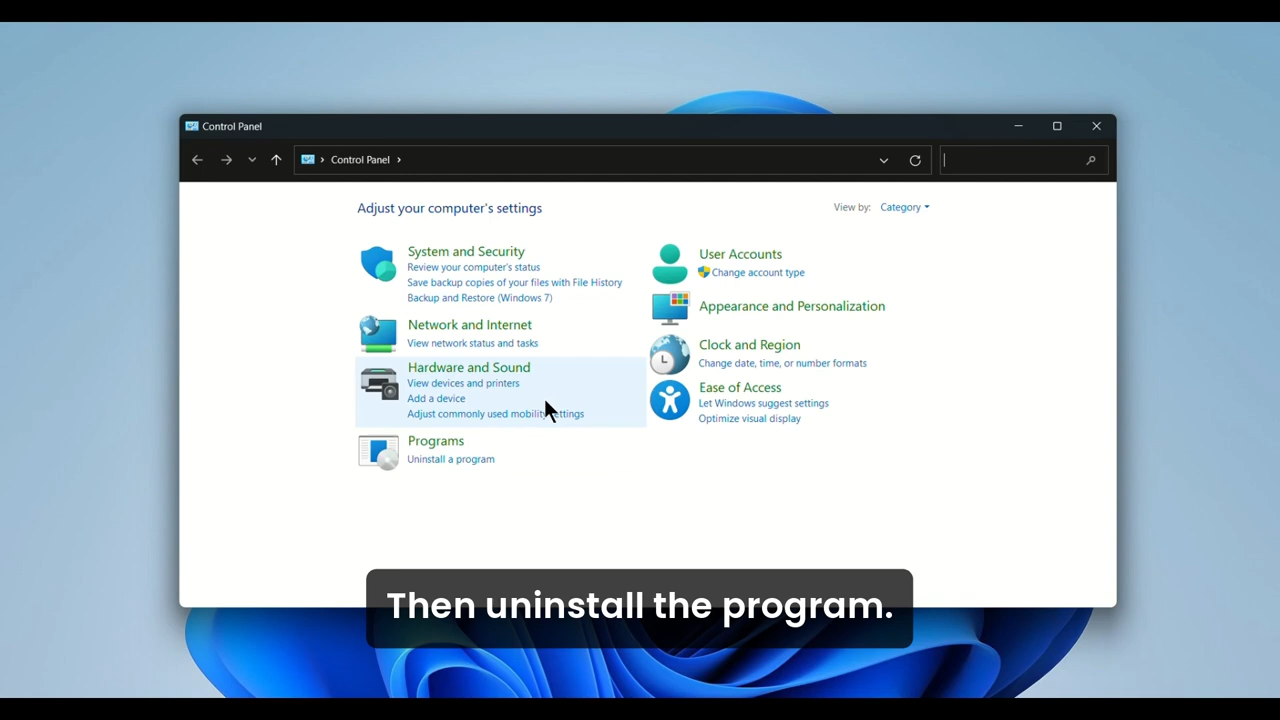 Control Panel
Control Panel
Adjust your computer's settings
View by: Category
System and Security
Review your computer's status
Save backup copies of your files with File History
Backup and Restore (Windows 7)
Network and Internet
View network status and tasks
Hardware and Sound
View devices and printers
Add a device
Adjust commonly used mobility settings
Programs
Uninstall a program
User Accounts
Change account type
Appearance and Personalization
Clock and Region
Change date, time, or number formats
Ease of Access
Let Windows suggest settings
Optimize visual display
Then uninstall the program.